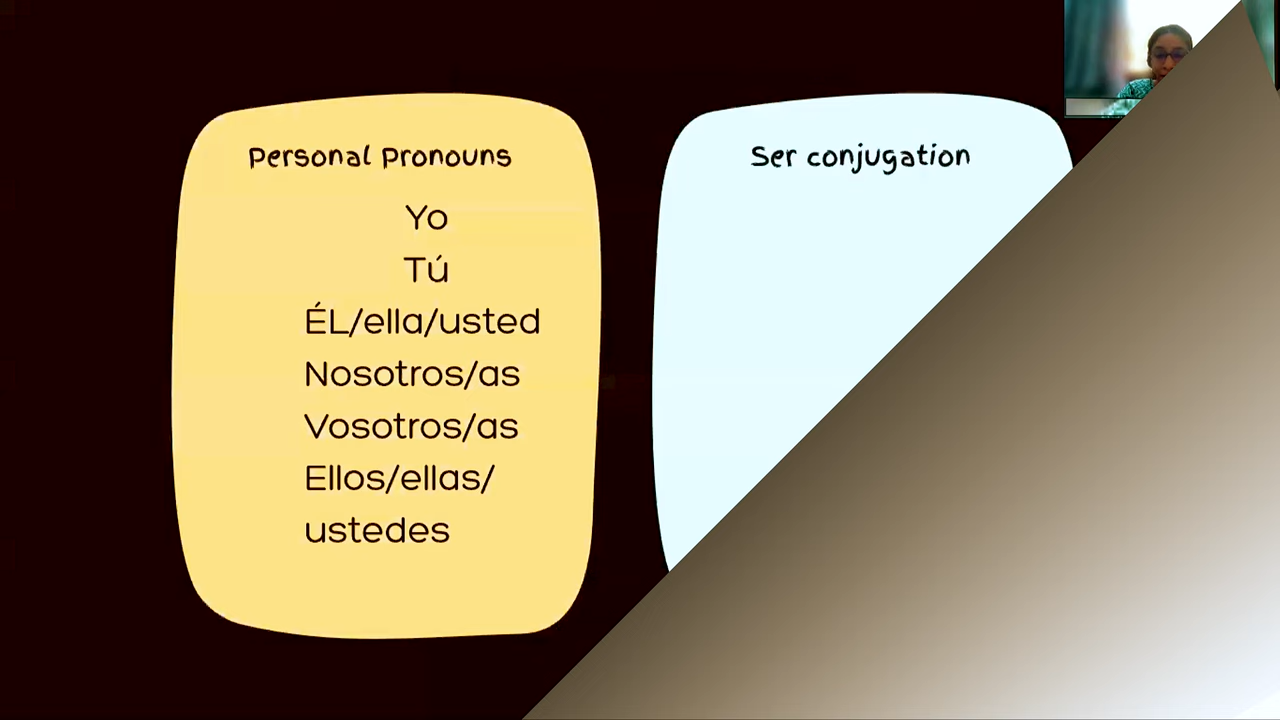 Personal Pronouns
Yo
Tú
ÉL/ella/usted
Nosotros/as
Vosotros/as
Ellos/ellas/
ustedes
Ser conjugation